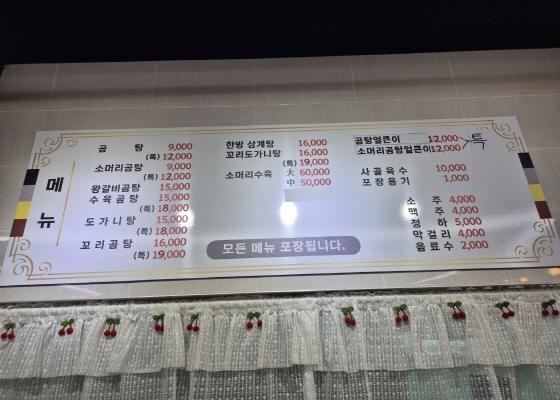 메뉴
곰 탕 9,000
(특) 12,000
소머리곰탕 9,000
(특) 12,000
왕갈비곰탕 15,000
수육곰탕 15,000
(특) 18,000
도가니탕 15,000
(특) 18,000
꼬리곰탕 16,000
(특) 19,000
한방 삼계탕 16,000
꼬리도가니탕 16,000
(특) 19,000
소머리수육 大 60,000
中 50,000
모든 메뉴 포장됩니다.
곰탕얼큰이 12,000
소머리곰탕얼큰이 12,000
특
사골육수 10,000
포장용기 1,000
소 주 4,000
맥 주 4,000
청 하 5,000
막걸리 4,000
음료수 2,000